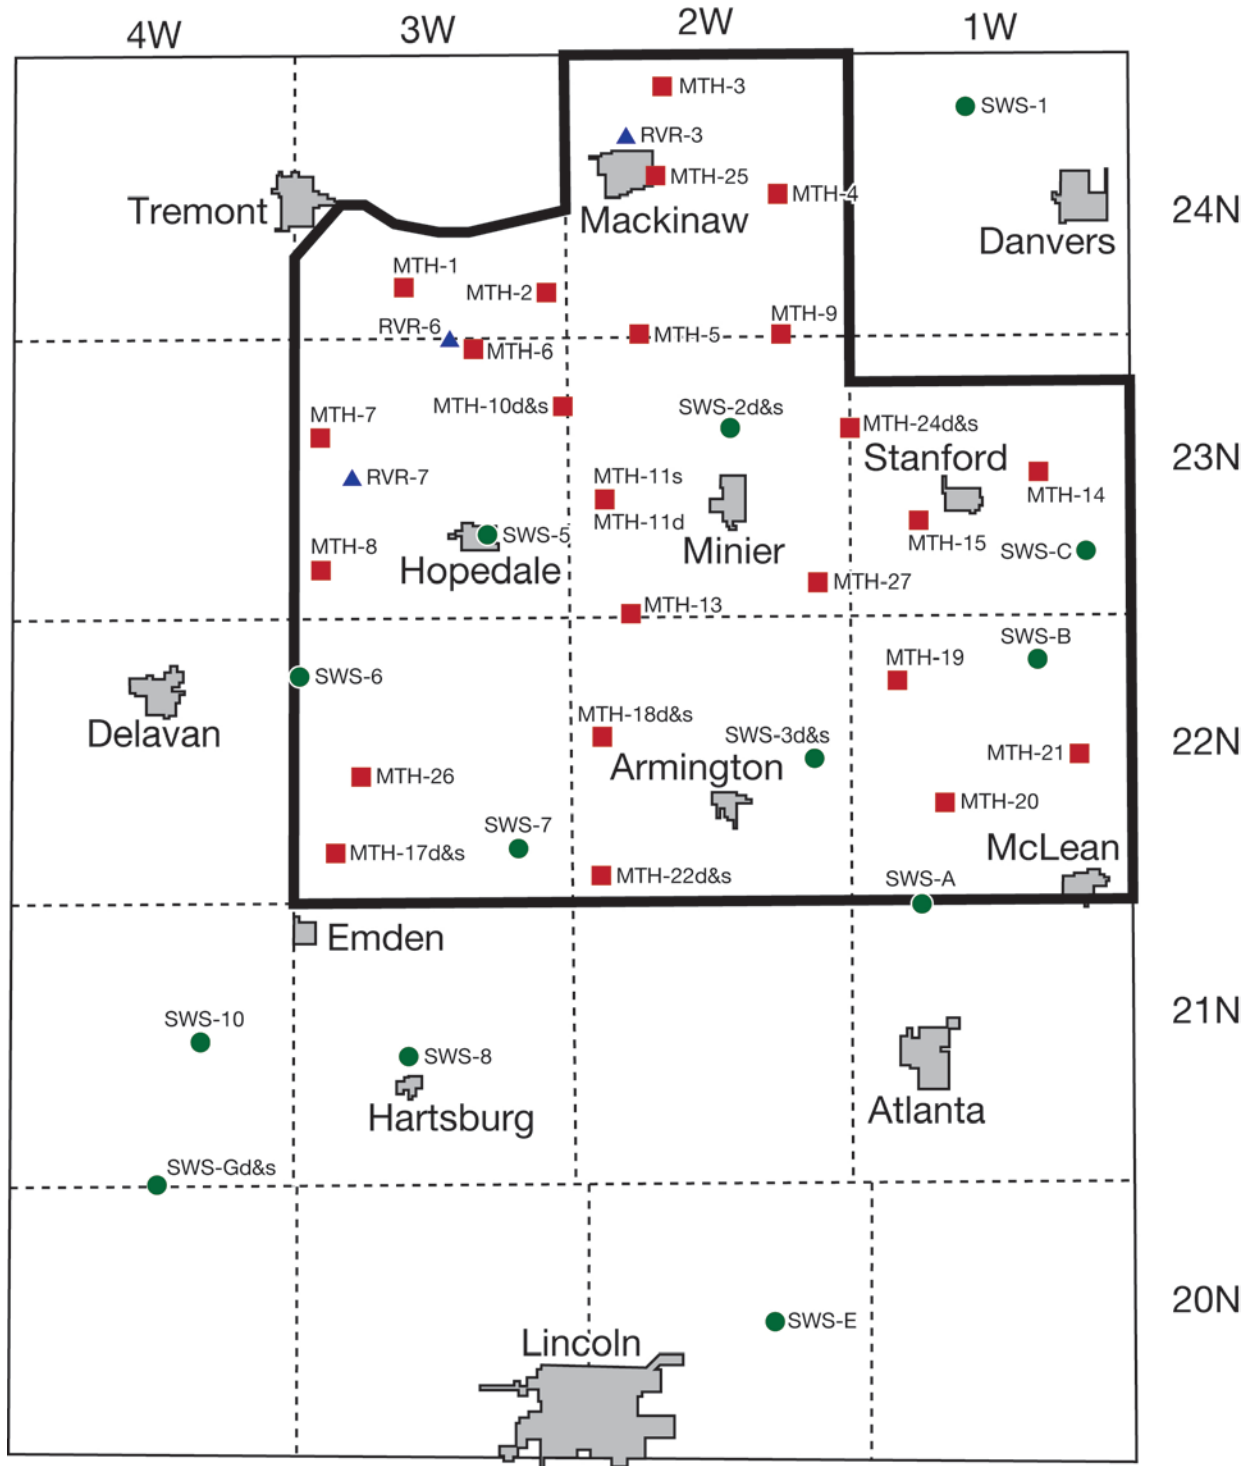 4W
3W
2W
1W
MTH-3
SWS-1
RVR-3
MTH-25
MTH-4
Tremont
Mackinaw
24N
Danvers
MTH-1
MTH-2
MTH-9
RVR-6
MTH-5
MTH-6
MTH-10d&s
SWS-2d&s
MTH-7
MTH-24d&s
Stanford
23N
RVR-7
MTH-11s
MTH-14
MTH-11d
SWS-5
MTH-15
MTH-8
Minier
SWS-C
Hopedale
MTH-27
MTH-13
SWS-B
MTH-19
SWS-6
MTH-18d&s
Delavan
SWS-3d&s
22N
MTH-21
Armington
MTH-26
MTH-20
SWS-7
McLean
MTH-17d&s
MTH-22d&s
SWS-A
Emden
21N
SWS-10
SWS-8
Hartsburg
Atlanta
SWS-Gd&s
20N
SWS-E
Lincoln